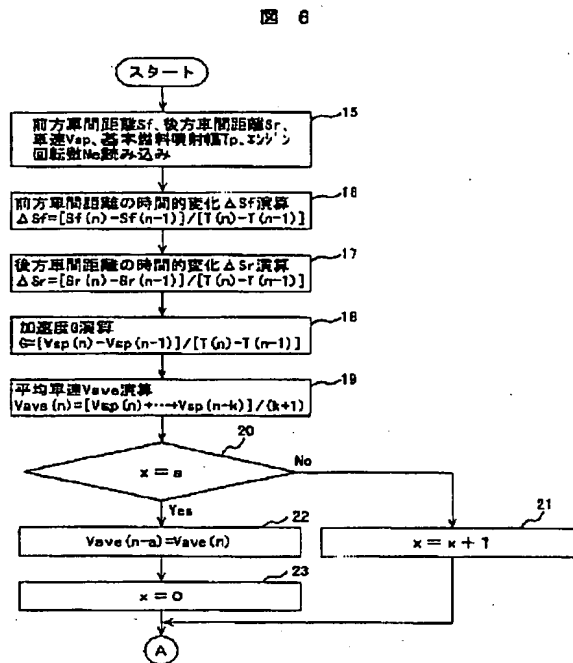 図 6
スタート
15
前方車間距離Sf、後方車間距離Sr、
車速Vsp、基本燃料噴射幅Tp、エンジン
回転数Ne読み込み
16
前方車間距離の時間的変化ΔSf演算
ΔSf=[Sf(n)-Sf(n-1)]/[T(n)-T(n-1)]
17
後方車間距離の時間的変化ΔSr演算
ΔSr=[Sr(n)-Sr(n-1)]/[T(n)-T(n-1)]
18
加速度G演算
G=[Vsp(n)-Vsp(n-1)]/[T(n)-T(n-1)]
19
平均車速Vave演算
Vave(n)=[Vsp(n)+…+Vsp(n-k)]/(k+1)
20
x=a
No
Yes
22
Vave(n-a)=Vave(n)
21
x=x+1
23
x=0
A